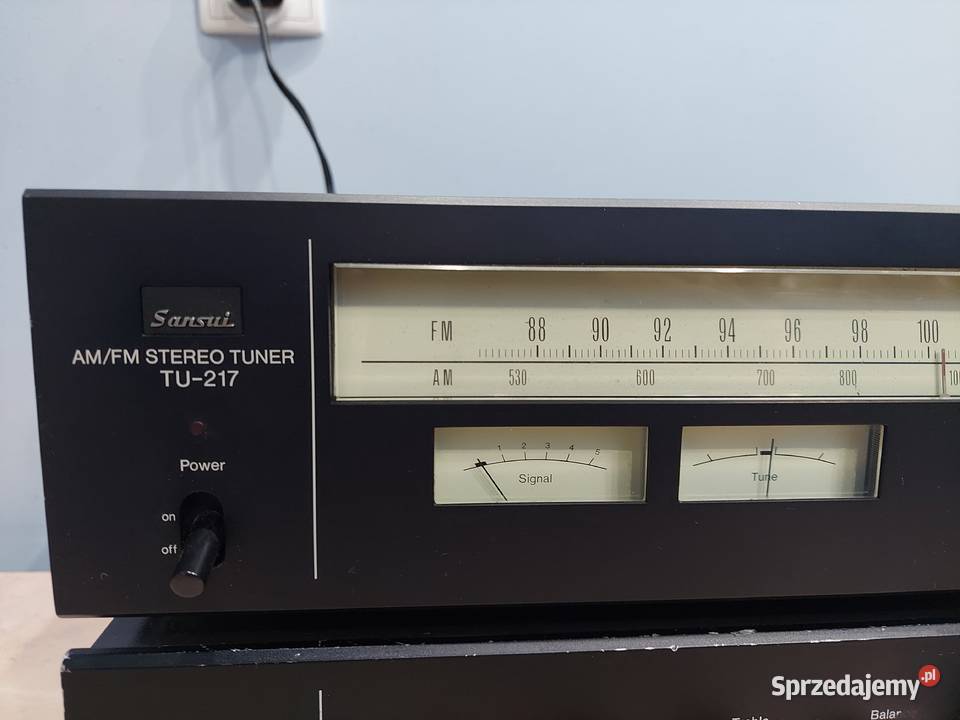 Sansui
AM/FM STEREO TUNER
TU-217
Power
on
off
FM 88 90 92 94 96 98 100
AM 530 600 700 800
1 2 3 4 5
Signal
Tune
Sprzedajemy.pl